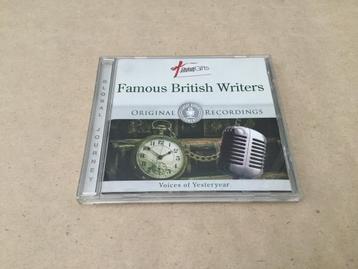 Famous British Writers
ORIGINAL RECORDINGS
Voices of Yesteryear
GLOBAL JOURNEY